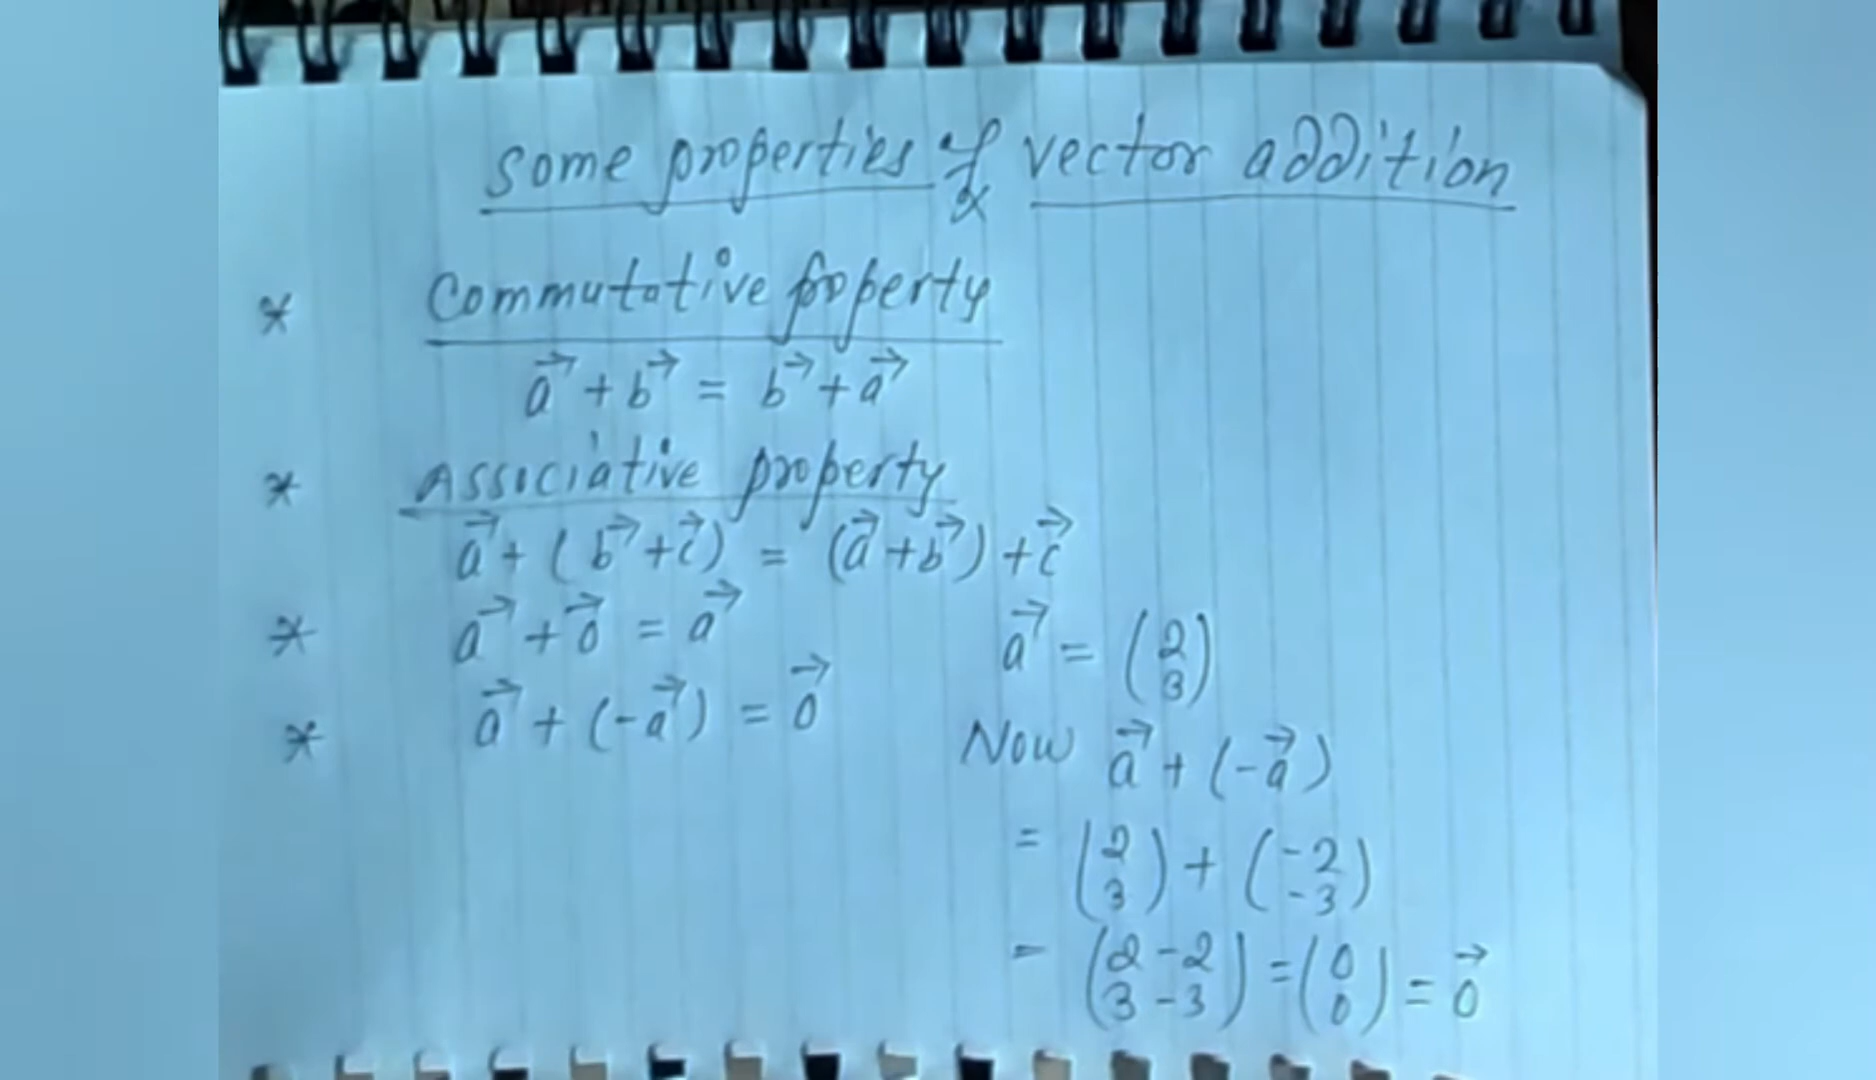 some properties of vector addition
* Commutative property
a⃗ + b⃗ = b⃗ + a⃗
* Associative property
a⃗ + (b⃗ + c⃗) = (a⃗ + b⃗) + c⃗
* a⃗ + 0⃗ = a⃗
* a⃗ + (-a⃗) = 0⃗
a⃗ = (2 3)
Now a⃗ + (-a⃗)
= (2 3) + (-2 -3)
= (2-2 3-3) = (0 0) = 0⃗